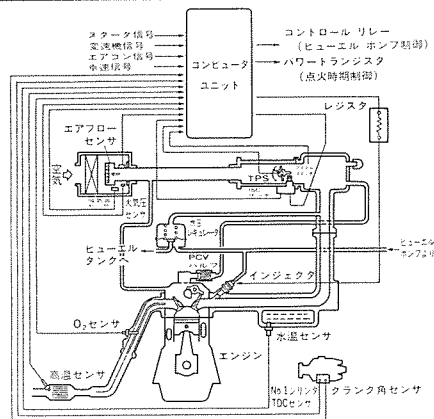 スタータ信号
変速機信号
エアコン信号
車速信号
コンピュータ
ユニット
コントロール リレー
(ヒューエル ポンプ制御)
パワートランジスタ
(点火時期制御)
レジスタ
エアフロー
センサ
大気圧
センサ
TPS
レギュレータ
ヒューエル
タンクへ
PCV
バルブ
ヒューエル
ポンプより
インジェクタ
O₂センサ
水温センサ
高温センサ
エンジン
No.1シリンダ
TDCセンサ
クランク角センサ